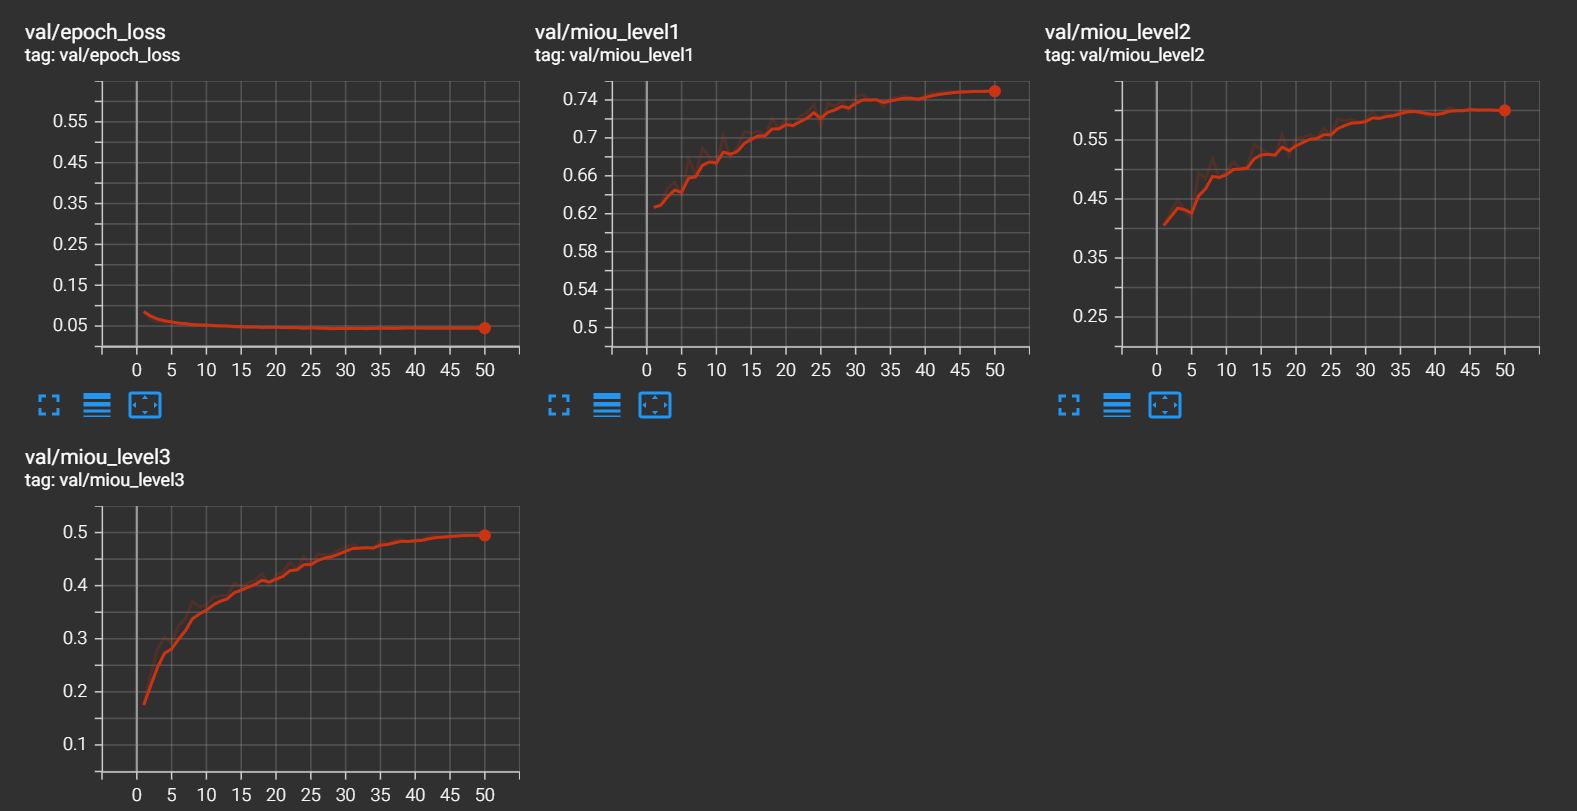 val/epoch_loss
tag: val/epoch_loss
0.55
0.45
0.35
0.25
0.15
0.05
0 5 10 15 20 25 30 35 40 45 50
val/miou_level1
tag: val/miou_level1
0.74
0.7
0.66
0.62
0.58
0.54
0.5
0 5 10 15 20 25 30 35 40 45 50
val/miou_level2
tag: val/miou_level2
0.55
0.45
0.35
0.25
0 5 10 15 20 25 30 35 40 45 50
val/miou_level3
tag: val/miou_level3
0.5
0.4
0.3
0.2
0.1
0 5 10 15 20 25 30 35 40 45 50